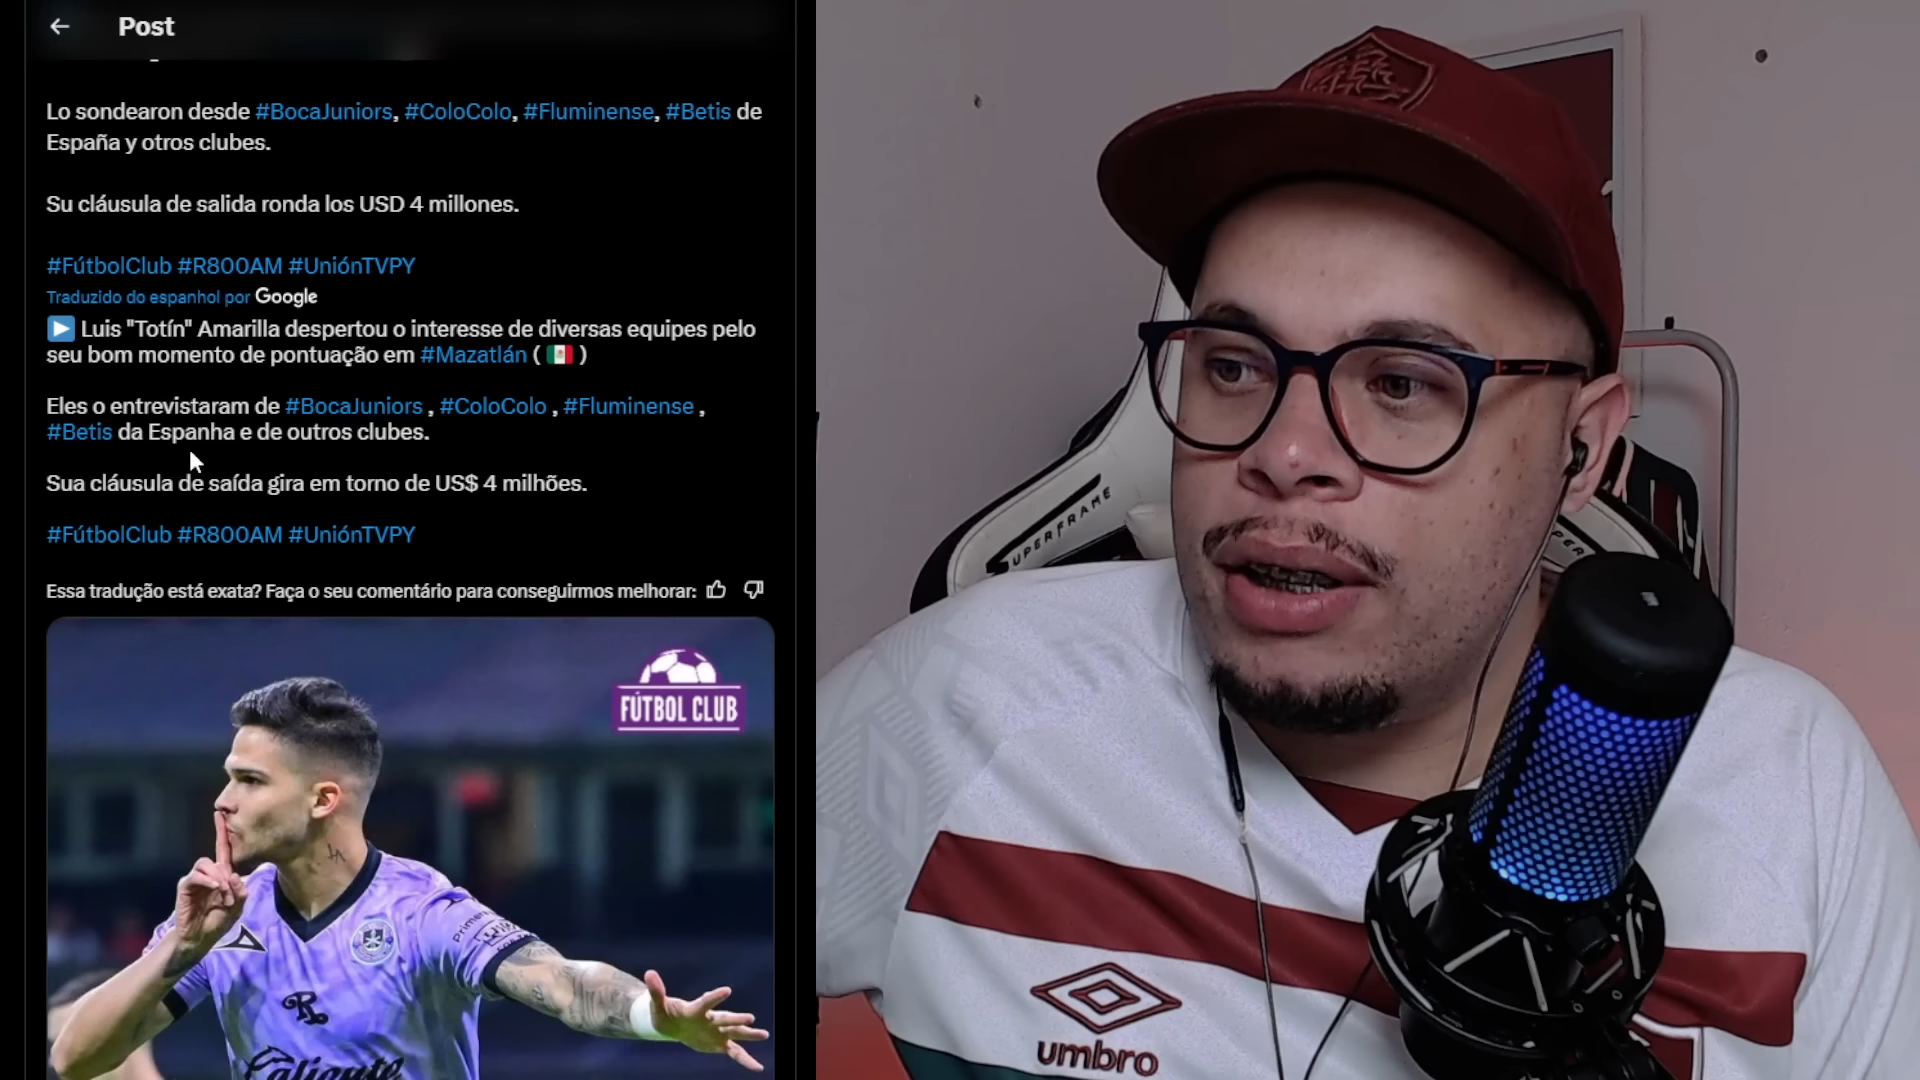 Post
Lo sondearon desde #BocaJuniors, #ColoColo, #Fluminense, #Betis de
España y otros clubes.
Su cláusula de salida ronda los USD 4 millones.
#FútbolClub #R800AM #UniónTVPY
Traduzido do espanhol por Google
Luis "Totín" Amarilla despertou o interesse de diversas equipes pelo
seu bom momento de pontuação em #Mazatlán ( )
Eles o entrevistaram de #BocaJuniors , #ColoColo , #Fluminense ,
#Betis da Espanha e de outros clubes.
Sua cláusula de saída gira em torno de US$ 4 milhões.
#FútbolClub #R800AM #UniónTVPY
Essa tradução está exata? Faça o seu comentário para conseguirmos melhorar:
FÚTBOL CLUB
R
Caliente
SUPERFRAME
umbro